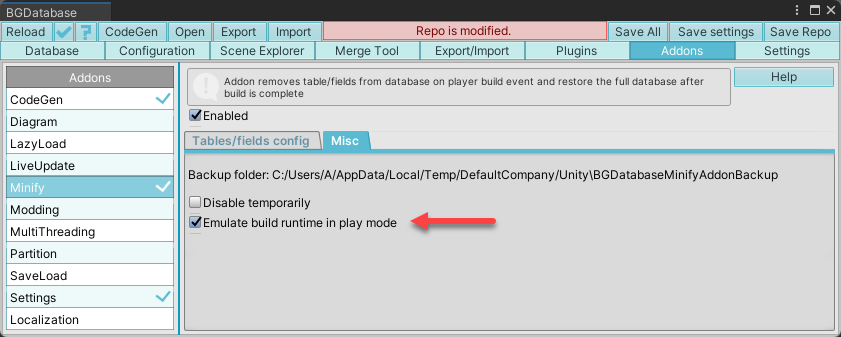 BGDatabase
Reload CodeGen Open Export Import Repo is modified. Save All Save settings Save Repo
Database Configuration Scene Explorer Merge Tool Export/Import Plugins Addons Settings
Addons
CodeGen
Diagram
LazyLoad
LiveUpdate
Minify
Modding
MultiThreading
Partition
SaveLoad
Settings
Localization
Addon removes table/fields from database on player build event and restore the full database after
build is complete
Help
Enabled
Tables/fields config Misc
Backup folder: C:/Users/A/AppData/Local/Temp/DefaultCompany/Unity\BGDatabaseMinifyAddonBackup
Disable temporarily
Emulate build runtime in play mode